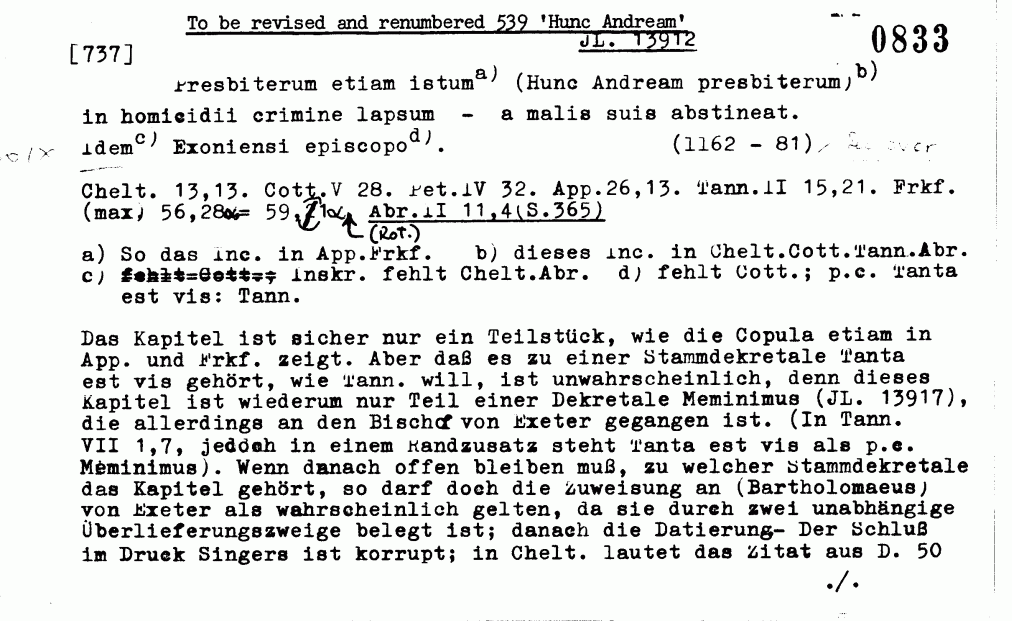 To be revised and renumbered 539 'Hunc Andream'
JL. 13912
0833
[737]
Presbiterum etiam istum a) (Hunc Andream presbiterum) b)
in homicidii crimine lapsum - a malis suis abstineat.
Idem c) Exoniensi episcopo d). (1162 - 81)
Chelt. 13,13. Cott.V 28. Pet.IV 32. App.26,13. Tann.II 15,21. Frkf.
(max) 56,28α= 59, 71α Abr.II 11,4(S.365)
(Rot.)
a) So das Inc. in App.Frkf. b) dieses Inc. in Chelt.Cott.Tann.Abr.
c) fehlt Cott.; Inskr. fehlt Chelt.Abr. d) fehlt Cott.; p.c. Tanta
est vis: Tann.
Das Kapitel ist sicher nur ein Teilstück, wie die Copula etiam in
App. und Frkf. zeigt. Aber daß es zu einer Stammdekretale Tanta
est vis gehört, wie Tann. will, ist unwahrscheinlich, denn dieses
Kapitel ist wiederum nur Teil einer Dekretale Meminimus (JL. 13917),
die allerdings an den Bischof von Exeter gegangen ist. (In Tann.
VII 1,7, jedoch in einem Randzusatz steht Tanta est vis als p.c.
Meminimus). Wenn danach offen bleiben muß, zu welcher Stammdekretale
das Kapitel gehört, so darf doch die Zuweisung an (Bartholomaeus)
von Exeter als wahrscheinlich gelten, da sie durch zwei unabhängige
Überlieferungszweige belegt ist; danach die Datierung- Der Schluß
im Druck Singers ist korrupt; in Chelt. lautet das Zitat aus D. 50
./.